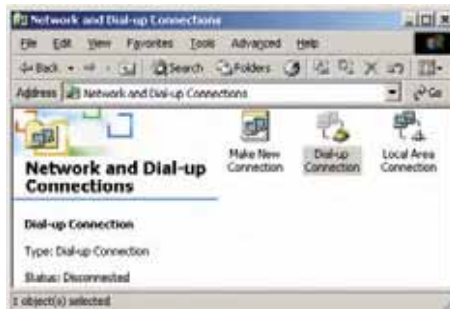 Network and Dial-up Connections
File Edit View Favorites Tools Advanced Help
Back Search Folders
Address Network and Dial-up Connections Go
Network and Dial-up
Connections
Make New
Connection
Dial-up
Connection
Local Area
Connection
Dial-up Connection
Type: Dial-up Connection
Status: Disconnected
1 object(s) selected